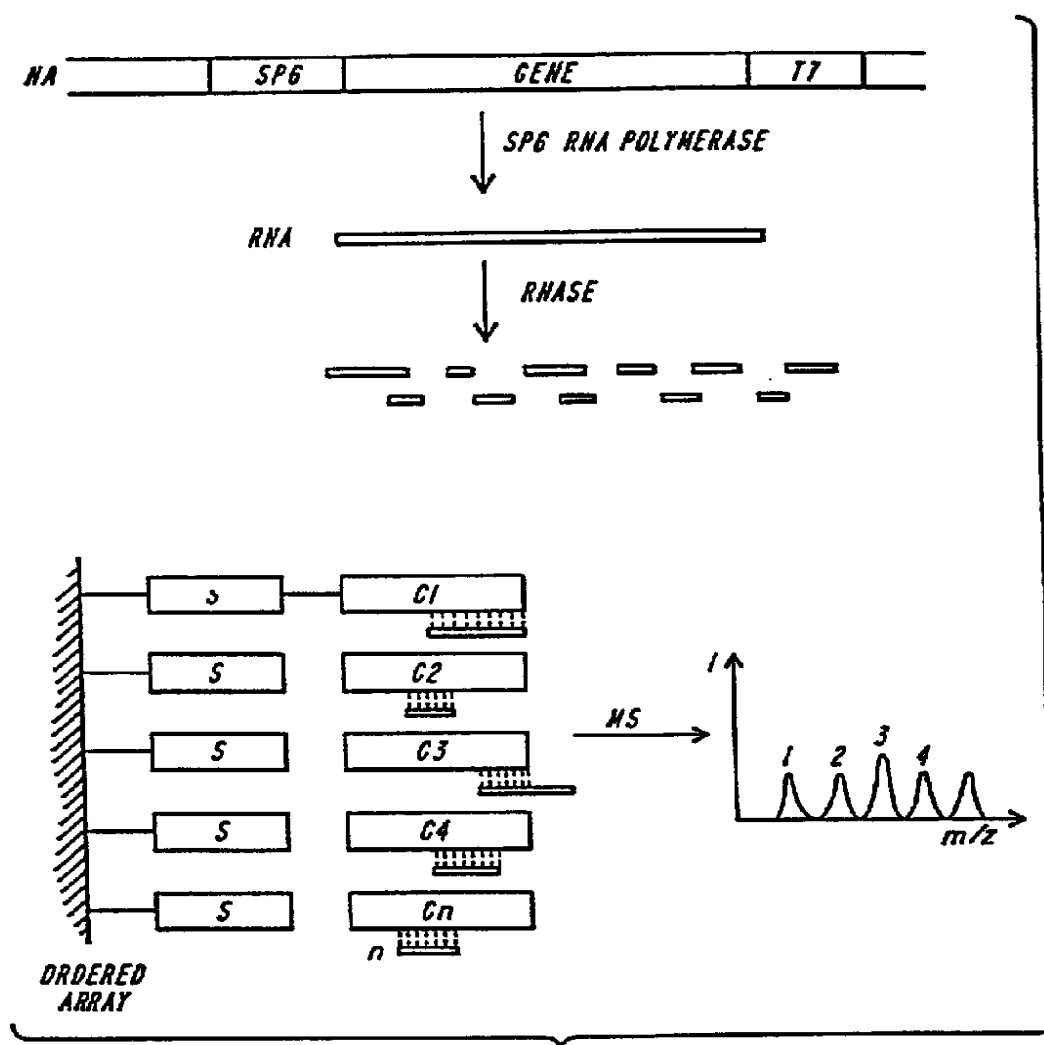 NA SP6 GENE T7
SP6 RNA POLYMERASE
RNA
RNASE
S C1
S C2
S C3
S C4
S Cn
n
ORDERED
ARRAY
MS
I
1 2 3 4
m/z